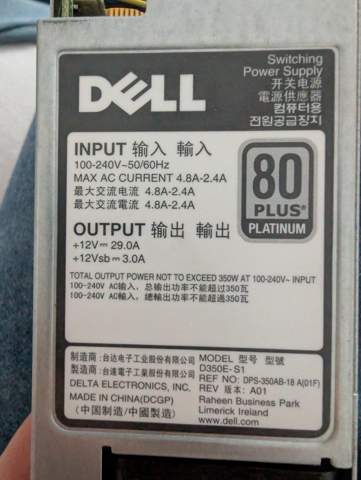 DELL
Switching
Power Supply
开关电源
電源供應器
컴퓨터용
전원공급장치
INPUT 输入 輸入
100-240V~50/60Hz
MAX AC CURRENT 4.8A-2.4A
最大交流电流 4.8A-2.4A
最大交流電流 4.8A-2.4A
80
PLUS®
PLATINUM
OUTPUT 输出 輸出
+12V⎓ 29.0A
+12Vsb⎓ 3.0A
TOTAL OUTPUT POWER NOT TO EXCEED 350W AT 100-240V~ INPUT
100-240V AC输入，总输出功率不能超过350瓦
100-240V AC輸入，總輸出功率不能超過350瓦
制造商：台达电子工业股份有限公司
製造商：台達電子工業股份有限公司
DELTA ELECTRONICS, INC.
MADE IN CHINA(DCGP)
(中国制造/中國製造)
MODEL 型号 型號
D350E-S1
REF NO: DPS-350AB-18 A(01F)
REV 版本: A01
Raheen Business Park
Limerick Ireland
www.dell.com